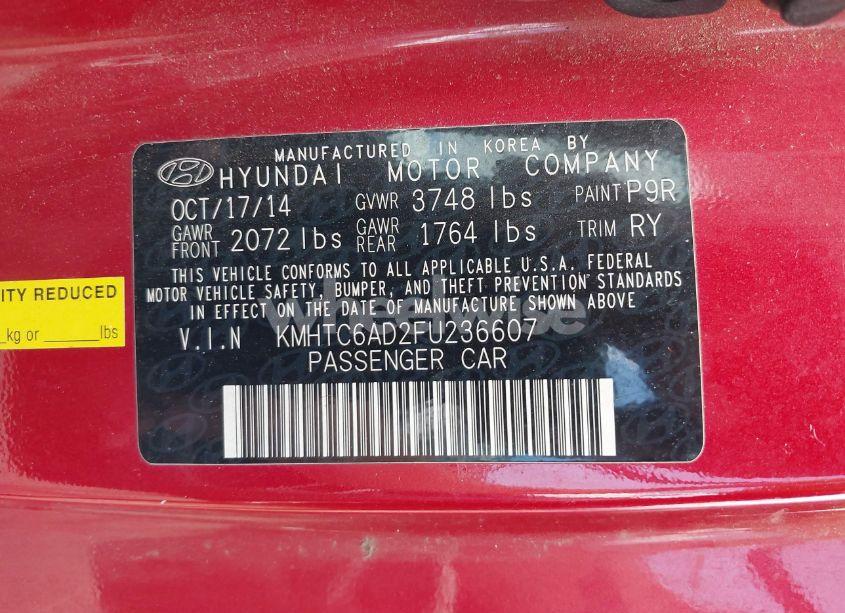 MANUFACTURED IN KOREA BY
HYUNDAI MOTOR COMPANY
OCT/17/14 GVWR 3748 lbs PAINT P9R
GAWR FRONT 2072 lbs GAWR REAR 1764 lbs TRIM RY
THIS VEHICLE CONFORMS TO ALL APPLICABLE U.S.A. FEDERAL
MOTOR VEHICLE SAFETY, BUMPER, AND THEFT PREVENTION STANDARDS
IN EFFECT ON THE DATE OF MANUFACTURE SHOWN ABOVE
V.I.N KMHTC6AD2FU236607
PASSENGER CAR
ITY REDUCED
kg or ______ lbs
wheelwise